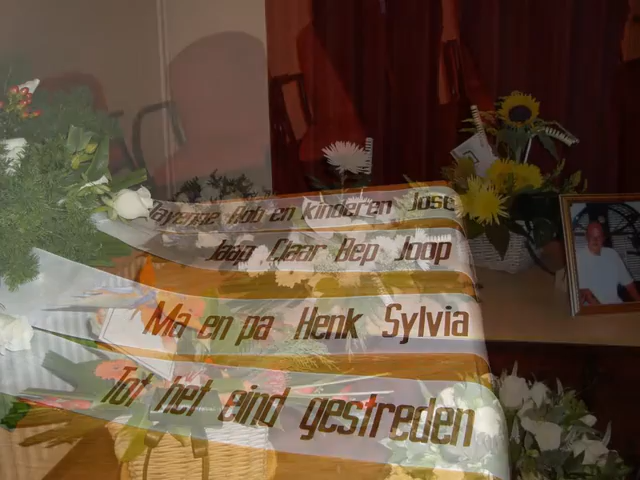 Rob en kinderen Jose
Jaap Claar Bep Joop
Ma en pa Henk Sylvia
Tot het eind gestreden